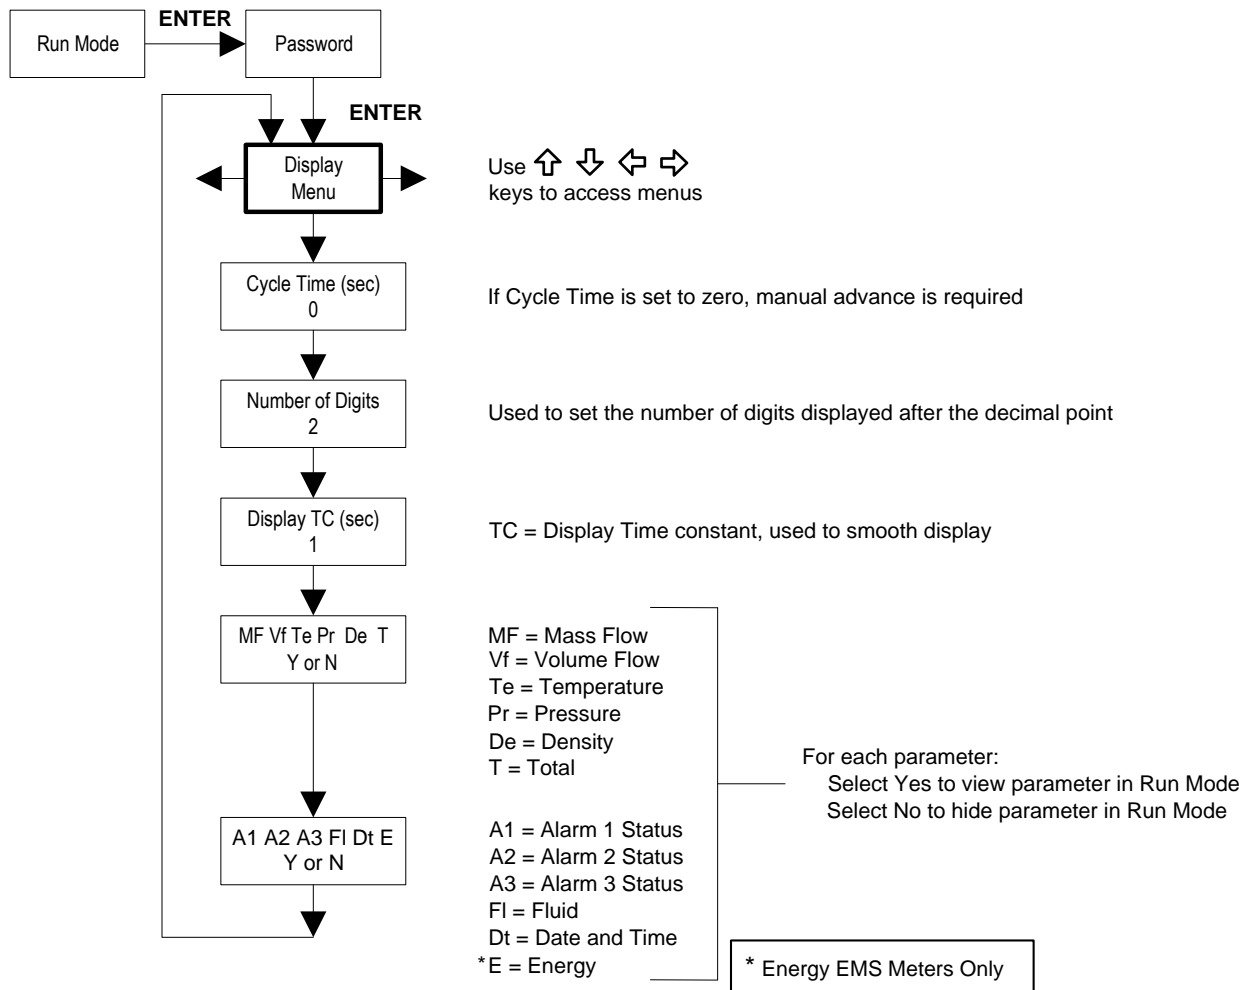 ENTER
Run Mode
Password
ENTER
Display
Menu
Use
keys to access menus
Cycle Time (sec)
0
If Cycle Time is set to zero, manual advance is required
Number of Digits
2
Used to set the number of digits displayed after the decimal point
Display TC (sec)
1
TC = Display Time constant, used to smooth display
MF Vf Te Pr De T
Y or N
MF = Mass Flow
Vf = Volume Flow
Te = Temperature
Pr = Pressure
De = Density
T = Total
For each parameter:
Select Yes to view parameter in Run Mode
Select No to hide parameter in Run Mode
A1 A2 A3 Fl Dt E
Y or N
A1 = Alarm 1 Status
A2 = Alarm 2 Status
A3 = Alarm 3 Status
Fl = Fluid
Dt = Date and Time
*E = Energy
* Energy EMS Meters Only